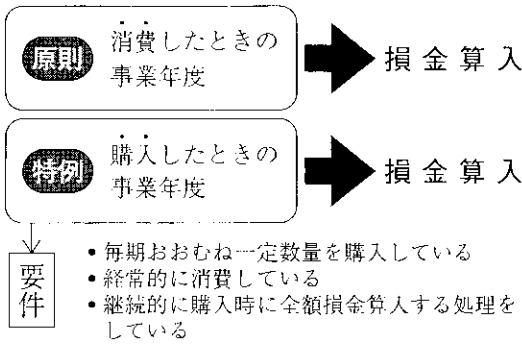 原則 消費したときの
事業年度
損金算入
特例 購入したときの
事業年度
損金算入
要件
• 毎期おおむね一定数量を購入している
• 経常的に消費している
• 継続的に購入時に全額損金算入する処理を
している